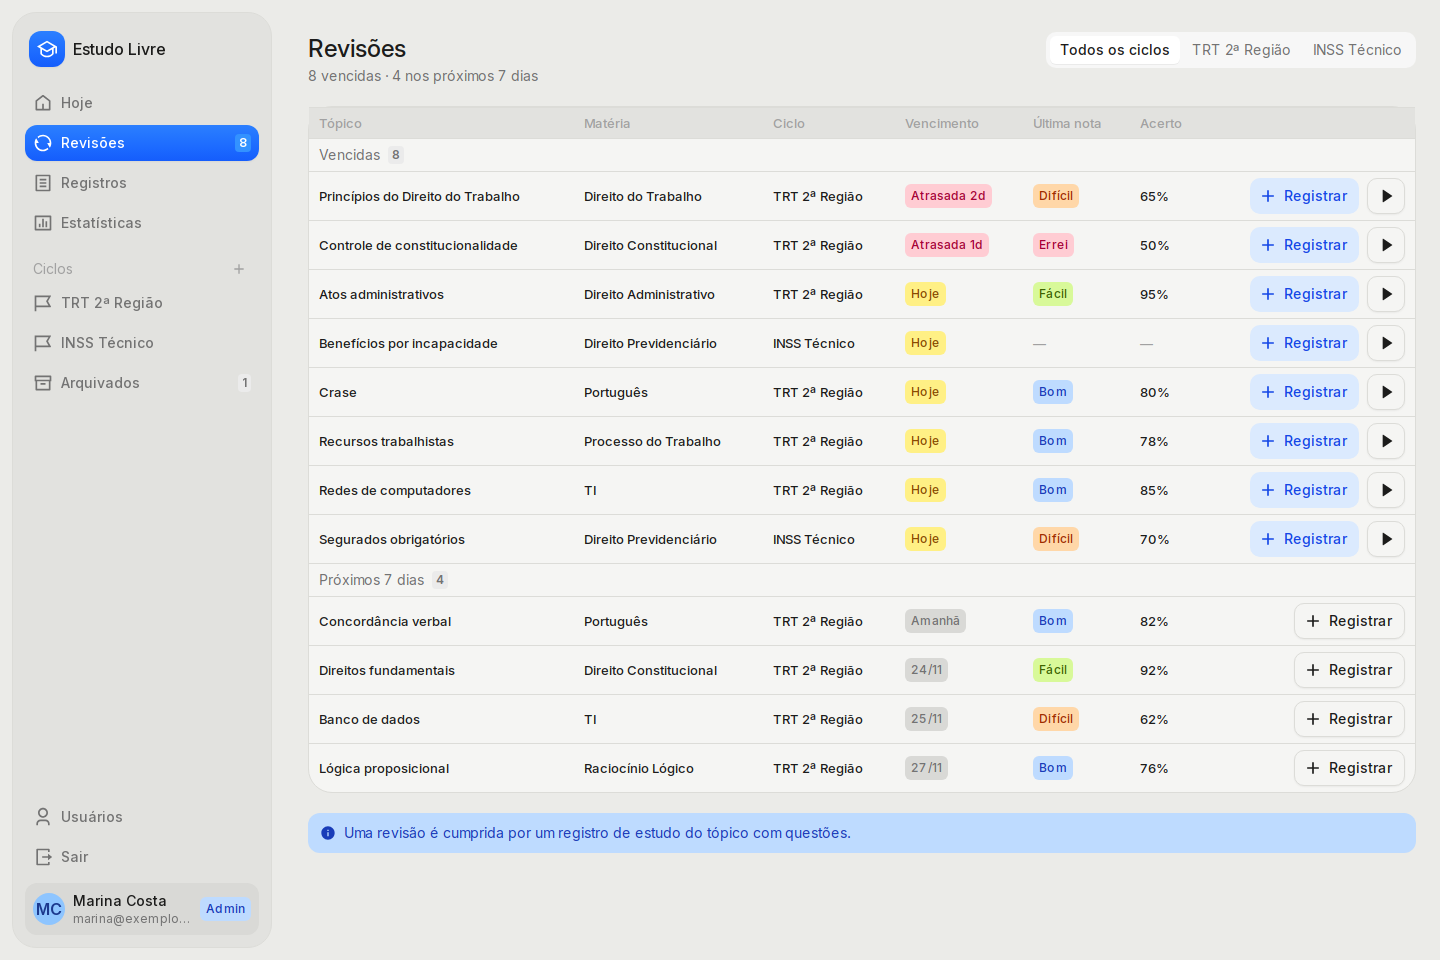 Estudo Livre
Hoje
Revisões 8
Registros
Estatísticas
Ciclos
TRT 2ª Região
INSS Técnico
Arquivados 1
Usuários
Sair
MC Marina Costa Admin
marina@exemplo...
Revisões
8 vencidas · 4 nos próximos 7 dias
Todos os ciclos TRT 2ª Região INSS Técnico
Tópico Matéria Ciclo Vencimento Última nota Acerto
Vencidas 8
Princípios do Direito do Trabalho Direito do Trabalho TRT 2ª Região Atrasada 2d Difícil 65% Registrar
Controle de constitucionalidade Direito Constitucional TRT 2ª Região Atrasada 1d Errei 50% Registrar
Atos administrativos Direito Administrativo TRT 2ª Região Hoje Fácil 95% Registrar
Benefícios por incapacidade Direito Previdenciário INSS Técnico Hoje — — Registrar
Crase Português TRT 2ª Região Hoje Bom 80% Registrar
Recursos trabalhistas Processo do Trabalho TRT 2ª Região Hoje Bom 78% Registrar
Redes de computadores TI TRT 2ª Região Hoje Bom 85% Registrar
Segurados obrigatórios Direito Previdenciário INSS Técnico Hoje Difícil 70% Registrar
Próximos 7 dias 4
Concordância verbal Português TRT 2ª Região Amanhã Bom 82% Registrar
Direitos fundamentais Direito Constitucional TRT 2ª Região 24/11 Fácil 92% Registrar
Banco de dados TI TRT 2ª Região 25/11 Difícil 62% Registrar
Lógica proposicional Raciocínio Lógico TRT 2ª Região 27/11 Bom 76% Registrar
Uma revisão é cumprida por um registro de estudo do tópico com questões.